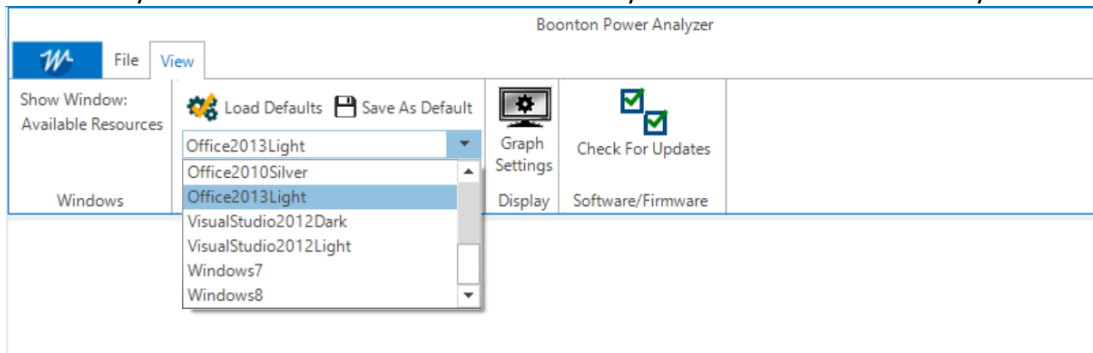 Boonton Power Analyzer
File View
Show Window:
Available Resources
Windows
Load Defaults Save As Default
Office2013Light
Office2010Silver
Office2013Light
VisualStudio2012Dark
VisualStudio2012Light
Windows7
Windows8
Graph
Settings
Display
Check For Updates
Software/Firmware